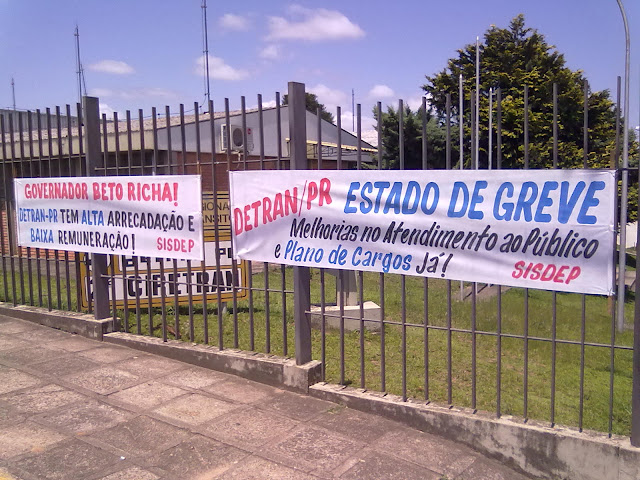 GOVERNADOR BETO RICHA!
DETRAN-PR TEM ALTA ARRECADAÇÃO E
BAIXA REMUNERAÇÃO! SISDEP
DETRAN/PR ESTADO DE GREVE
Melhorias no Atendimento ao Público
e Plano de Cargos Já!
SISDEP